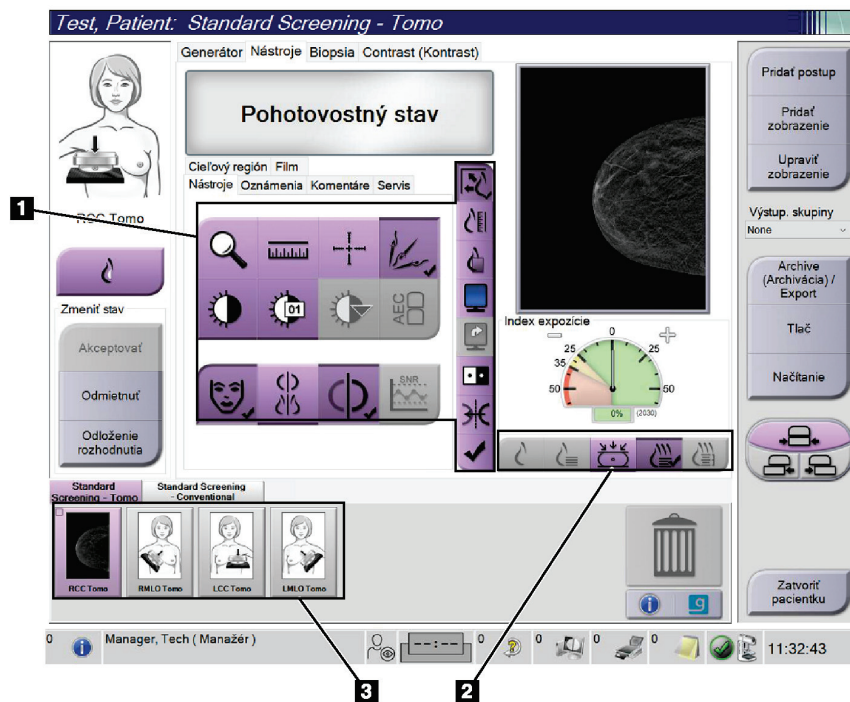 Test, Patient: Standard Screening - Tomo
Generátor Nástroje Biopsia Contrast (Kontrast)
Pohotovostný stav
Cieľový región Film
Nástroje Oznámenia Komentáre Servis
1
RCC Tomo
01
AEC
SNR
Zmeniť stav
Akceptovať
Odmietnuť
Odloženie
rozhodnutia
Index expozície
0
25
25
35
50
50
0%
(2030)
Pridať postup
Pridať
zobrazenie
Upraviť
zobrazenie
Výstup. skupiny
None
Archive
(Archivácia) /
Export
Tlač
Načítanie
Zatvoriť
pacientku
Standard
Screening - Tomo
Standard Screening
- Conventional
RCC Tomo
RMLO Tomo
LCC Tomo
LMLO Tomo
0
Manager, Tech ( Manažér )
--:--
0
0
0
0
11:32:43
3
2